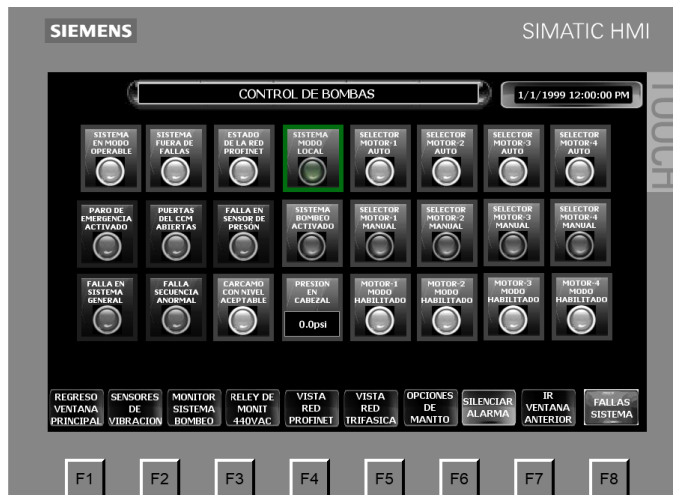 SIEMENS
SIMATIC HMI
TOUCH
CONTROL DE BOMBAS
1/1/1999 12:00:00 PM
SISTEMA
EN MODO
OPERABLE
SISTEMA
FUERA DE
FALLAS
ESTADO
DE LA RED
PROFINET
SISTEMA
MODO
LOCAL
SELECTOR
MOTOR-1
AUTO
SELECTOR
MOTOR-2
AUTO
SELECTOR
MOTOR-3
AUTO
SELECTOR
MOTOR-4
AUTO
PARO DE
EMERGENCIA
ACTIVADO
PUERTAS
DEL CCM
ABIERTAS
FALLA EN
SENSOR DE
PRESÓN
SISTEMA
BOMBEO
ACTIVADO
SELECTOR
MOTOR-1
MANUAL
SELECTOR
MOTOR-2
MANUAL
SELECTOR
MOTOR-3
MANUAL
SELECTOR
MOTOR-4
MANUAL
FALLA EN
SISTEMA
GENERAL
FALLA
SECUENCIA
ANORMAL
CARCAMO
CON NIVEL
ACEPTABLE
PRESION
EN
CABEZAL
0.0psi
MOTOR-1
MODO
HABILITADO
MOTOR-2
MODO
HABILITADO
MOTOR-3
MODO
HABILITADO
MOTOR-4
MODO
HABILITADO
REGRESO
VENTANA
PRINCIPAL
SENSORES
DE
VIBRACION
MONITOR
SISTEMA
BOMBEO
RELEY DE
MONIT
440VAC
VISTA
RED
PROFINET
VISTA
RED
TRIFASICA
OPCIONES
DE
MANTO
SILENCIAR
ALARMA
IR
VENTANA
ANTERIOR
FALLAS
SISTEMA
F1
F2
F3
F4
F5
F6
F7
F8